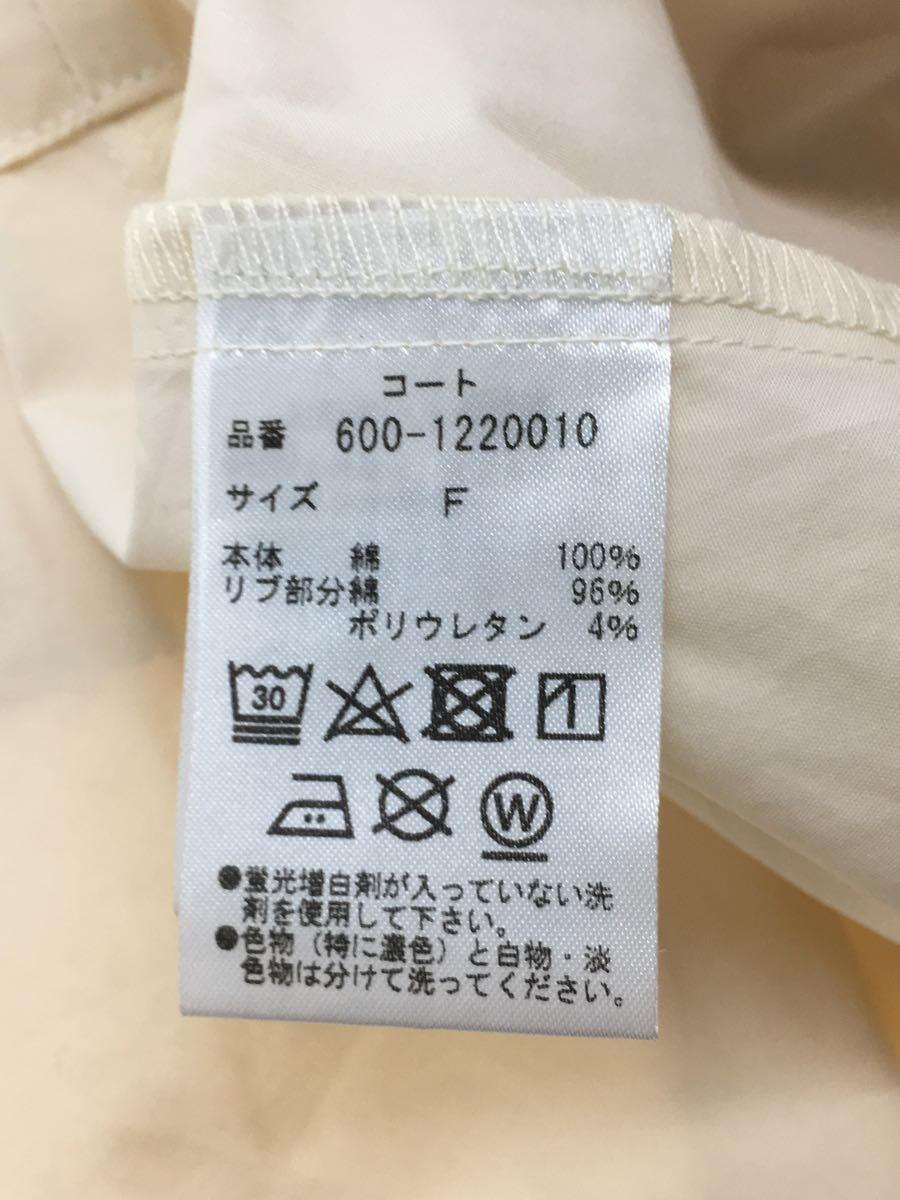 コート
品番 600-1220010
サイズ F
本体 綿 100%
リブ部分綿 96%
ポリウレタン 4%
30
W
●蛍光増白剤が入っていない洗
剤を使用して下さい。
●色物（特に濃色）と白物・淡
色物は分けて洗ってください。